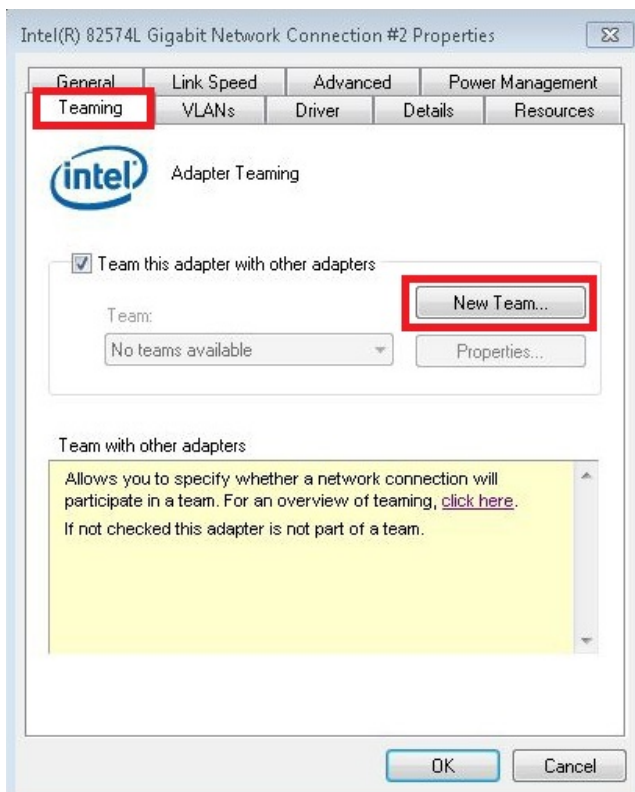 Intel(R) 82574L Gigabit Network Connection #2 Properties
General Link Speed Advanced Power Management
Teaming VLANs Driver Details Resources
intel Adapter Teaming
Team this adapter with other adapters
New Team...
Team:
No teams available Properties...
Team with other adapters
Allows you to specify whether a network connection will
participate in a team. For an overview of teaming, click here.
If not checked this adapter is not part of a team.
OK Cancel